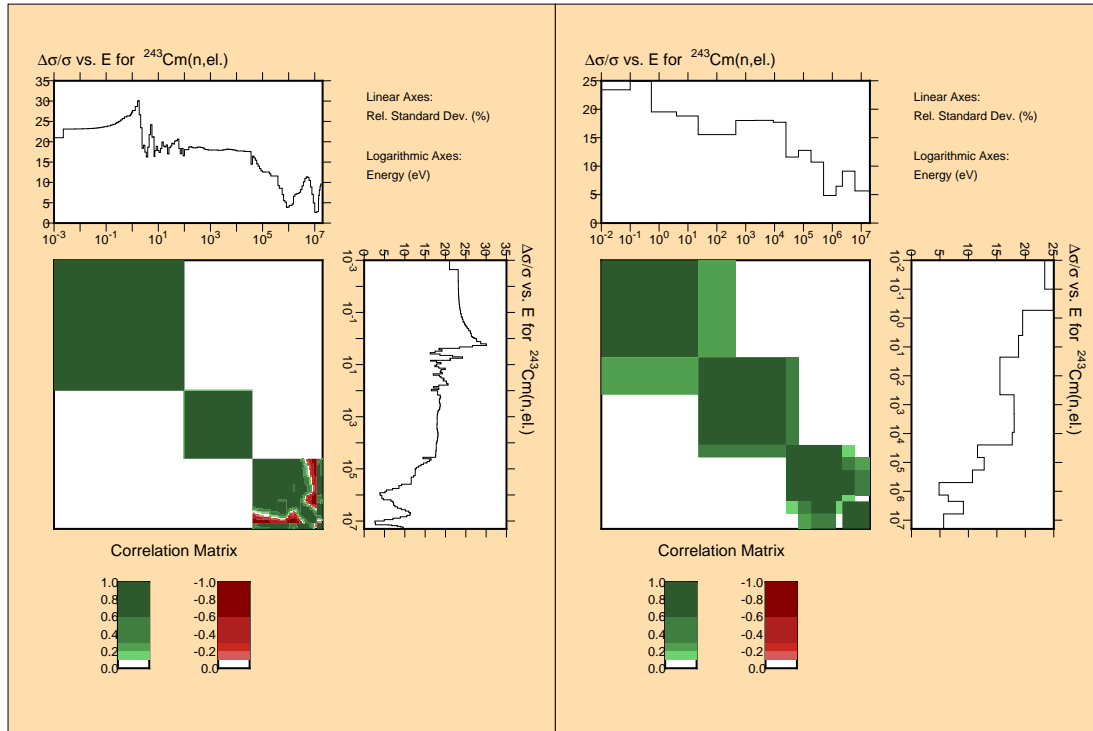 Δσ/σ vs. E for ²⁴³Cm(n,el.)
35
30
25
20
15
10
5
0
10⁻³ 10⁻¹ 10¹ 10³ 10⁵ 10⁷
Linear Axes:
Rel. Standard Dev. (%)
Logarithmic Axes:
Energy (eV)
0 5 10 15 20 25 30 35
10⁻³
10⁻¹
10¹
10³
10⁵
10⁷
Δσ/σ vs. E for ²⁴³Cm(n,el.)
Correlation Matrix
1.0 -1.0
0.8 -0.8
0.6 -0.6
0.4 -0.4
0.2 -0.2
0.0 0.0
Δσ/σ vs. E for ²⁴³Cm(n,el.)
25
20
15
10
5
0
10⁻² 10⁻¹ 10⁰ 10¹ 10² 10³ 10⁴ 10⁵ 10⁶ 10⁷
Linear Axes:
Rel. Standard Dev. (%)
Logarithmic Axes:
Energy (eV)
0 5 10 15 20 25
10⁻²
10⁻¹
10⁰
10¹
10²
10³
10⁴
10⁵
10⁶
10⁷
Δσ/σ vs. E for ²⁴³Cm(n,el.)
Correlation Matrix
1.0 -1.0
0.8 -0.8
0.6 -0.6
0.4 -0.4
0.2 -0.2
0.0 0.0